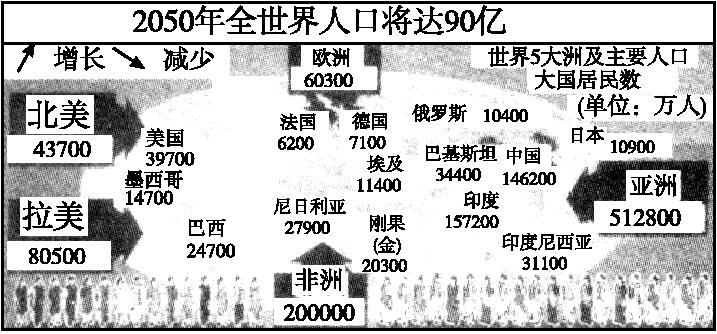 2050年全世界人口将达90亿
增长 减少
欧洲
60300
世界5大洲及主要人口
大国居民数
(单位：万人)
北美
43700
美国
39700
墨西哥
14700
法国
6200
德国
7100
俄罗斯 10400
日本
10900
埃及
11400
巴基斯坦
34400
中国
146200
亚洲
512800
拉美
80500
巴西
24700
尼日利亚
27900
刚果
(金)
20300
印度
157200
印度尼西亚
31100
非洲
200000